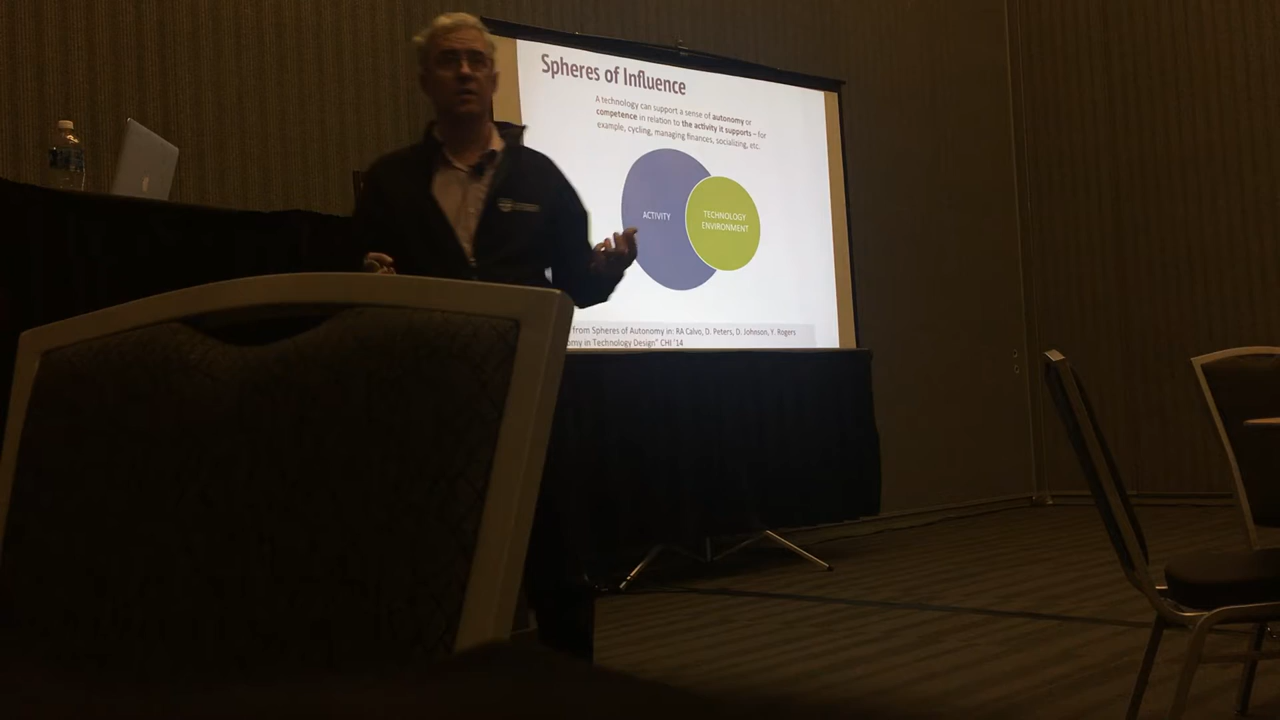 Spheres of Influence
A technology can support a sense of autonomy or
competence in relation to the activity it supports – for
example, cycling, managing finances, socializing, etc.
ACTIVITY
TECHNOLOGY
ENVIRONMENT
from Spheres of Autonomy in: RA Calvo, D. Peters, D. Johnson, Y. Rogers
in Technology Design" CHI '14